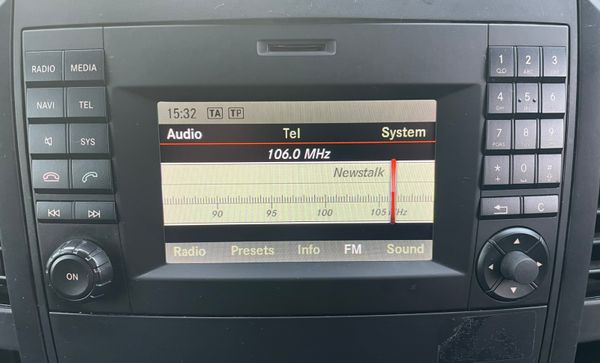 RADIO MEDIA
NAVI TEL
SYS
ON
15:32 TA TP
Audio Tel System
106.0 MHz
Newstalk
90 95 100 105 MHz
Radio Presets Info FM Sound
1 2 3
QJ ABC DEF
4 5 6
GHI JKL MNO
7 8 9
PQRS TUV WXYZ
* 0 #
+
C